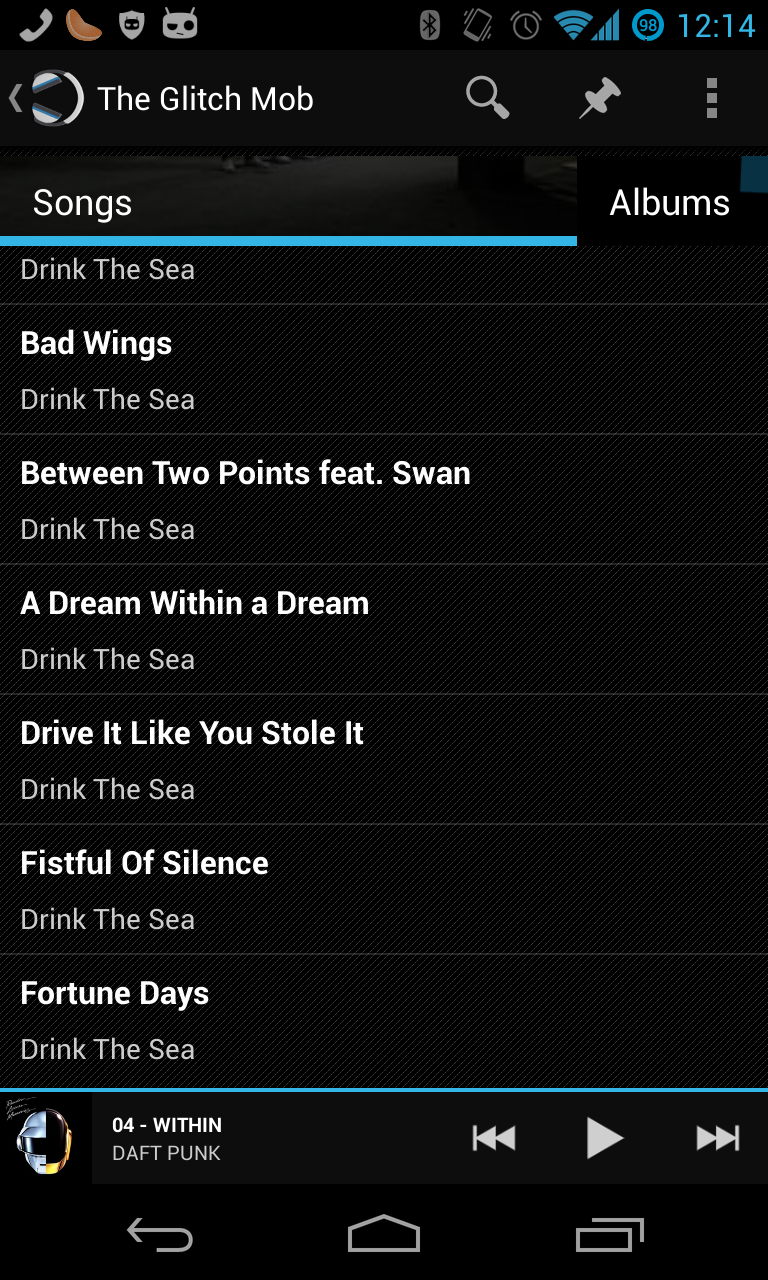 98 12:14
The Glitch Mob
Songs Albums
Drink The Sea
Bad Wings
Drink The Sea
Between Two Points feat. Swan
Drink The Sea
A Dream Within a Dream
Drink The Sea
Drive It Like You Stole It
Drink The Sea
Fistful Of Silence
Drink The Sea
Fortune Days
Drink The Sea
04 - WITHIN
DAFT PUNK